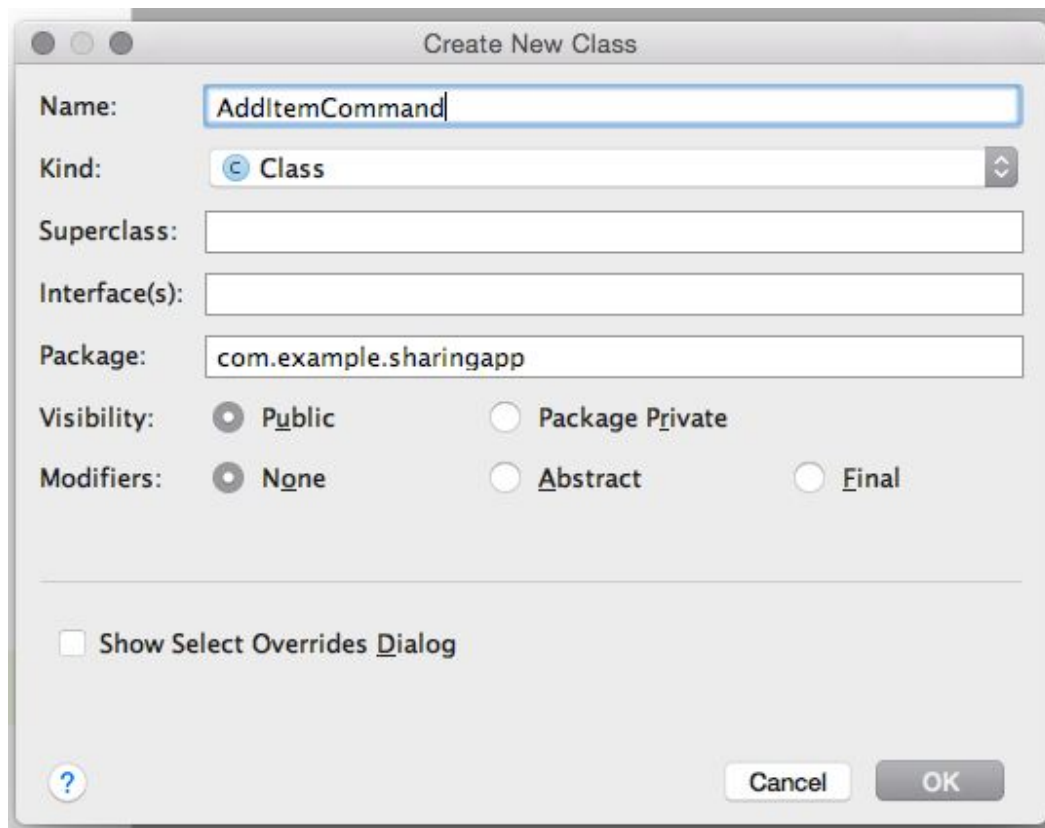 Create New Class
Name: AddItemCommand
Kind: C Class
Superclass:
Interface(s):
Package: com.example.sharingapp
Visibility: Public Package Private
Modifiers: None Abstract Final
Show Select Overrides Dialog
? Cancel OK